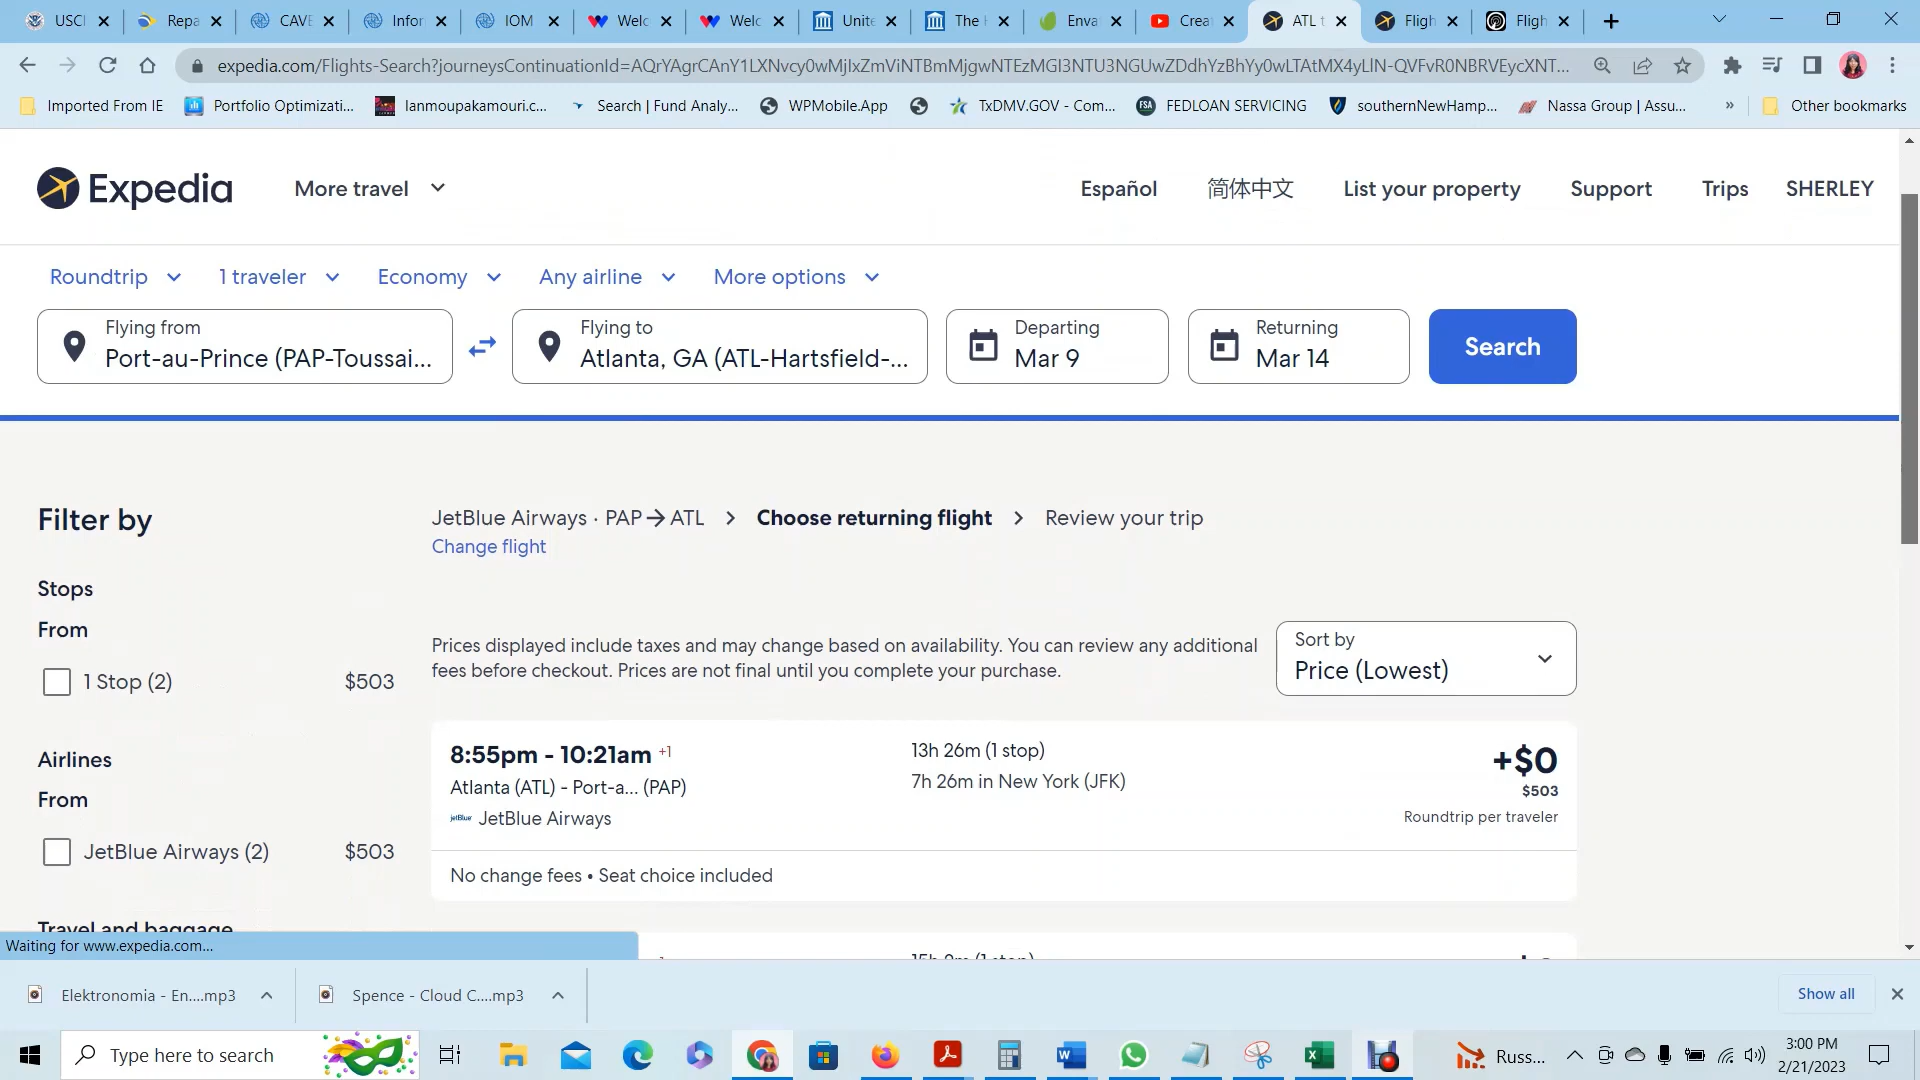 USCI
Repa
CAVE
Infor
IOM
Welc
Welc
Unite
The
Enva
Crea
ATL t
Fligh
Fligh
expedia.com/Flights-Search?journeysContinuationId=
Imported From IE
Portfolio Optimizati...
lanmoupakamouri.c...
Search | Fund Analy...
WPMobile.App
TxDMV.GOV - Com...
FSA FEDLOAN SERVICING
southernNewHamp...
Nassa Group | Assu...
»
Other bookmarks
Expedia
More travel
Español
简体中文
List your property
Support
Trips
SHERLEY
Roundtrip
1 traveler
Economy
Any airline
More options
Flying from
Port-au-Prince (PAP-Toussai...
Flying to
Atlanta, GA (ATL-Hartsfield-...
Departing
Mar 9
Returning
Mar 14
Search
Filter by
Stops
From
1 Stop (2) $503
Airlines
From
JetBlue Airways (2) $503
Travel and baggage
JetBlue Airways · PAP → ATL > Choose returning flight > Review your trip
Change flight
Prices displayed include taxes and may change based on availability. You can review any additional
fees before checkout. Prices are not final until you complete your purchase.
Sort by
Price (Lowest)
8:55pm - 10:21am +1
Atlanta (ATL) - Port-a... (PAP)
jetBlue JetBlue Airways
13h 26m (1 stop)
7h 26m in New York (JFK)
+$0
$503
Roundtrip per traveler
No change fees • Seat choice included
Waiting for www.expedia.com...
Elektronomia - En....mp3
Spence - Cloud C....mp3
Show all
Type here to search
Russ...
3:00 PM
2/21/2023